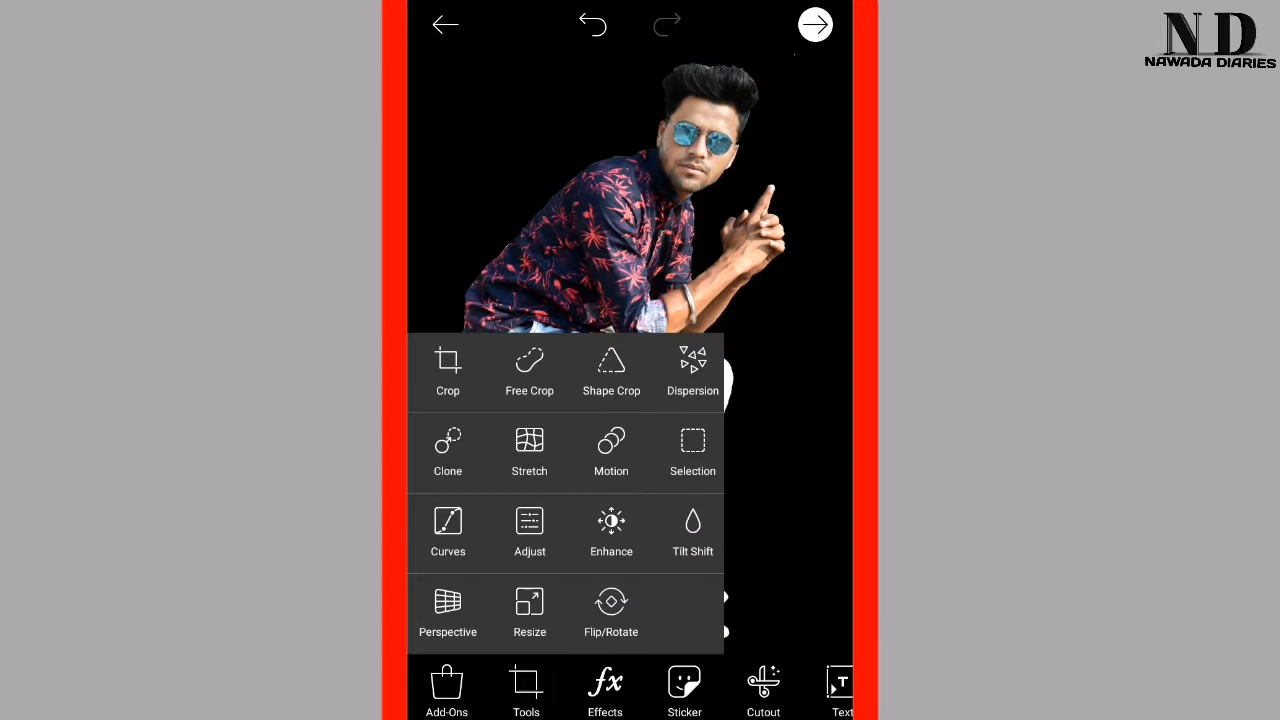 N D
NAWADA DIARIES
Crop Free Crop Shape Crop Dispersion
Clone Stretch Motion Selection
Curves Adjust Enhance Tilt Shift
Perspective Resize Flip/Rotate
fx
T
Add-Ons Tools Effects Sticker Cutout Text